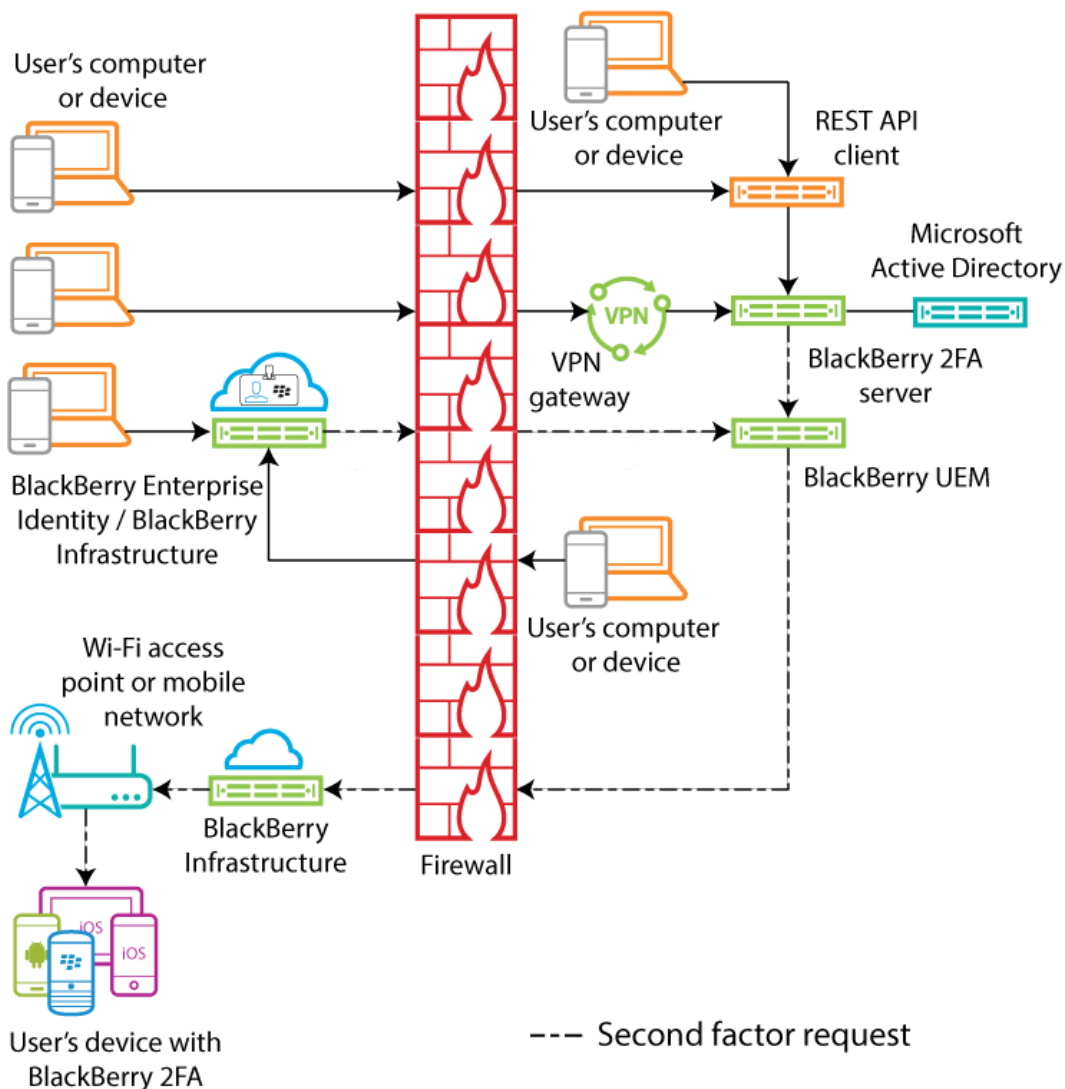 User's computer
or device
User's computer
or device
REST API
client
Microsoft
Active Directory
VPN
VPN
gateway
BlackBerry 2FA
server
BlackBerry Enterprise
Identity / BlackBerry
Infrastructure
BlackBerry UEM
User's computer
or device
Wi-Fi access
point or mobile
network
BlackBerry
Infrastructure
Firewall
iOS
iOS
User's device with
BlackBerry 2FA
Second factor request